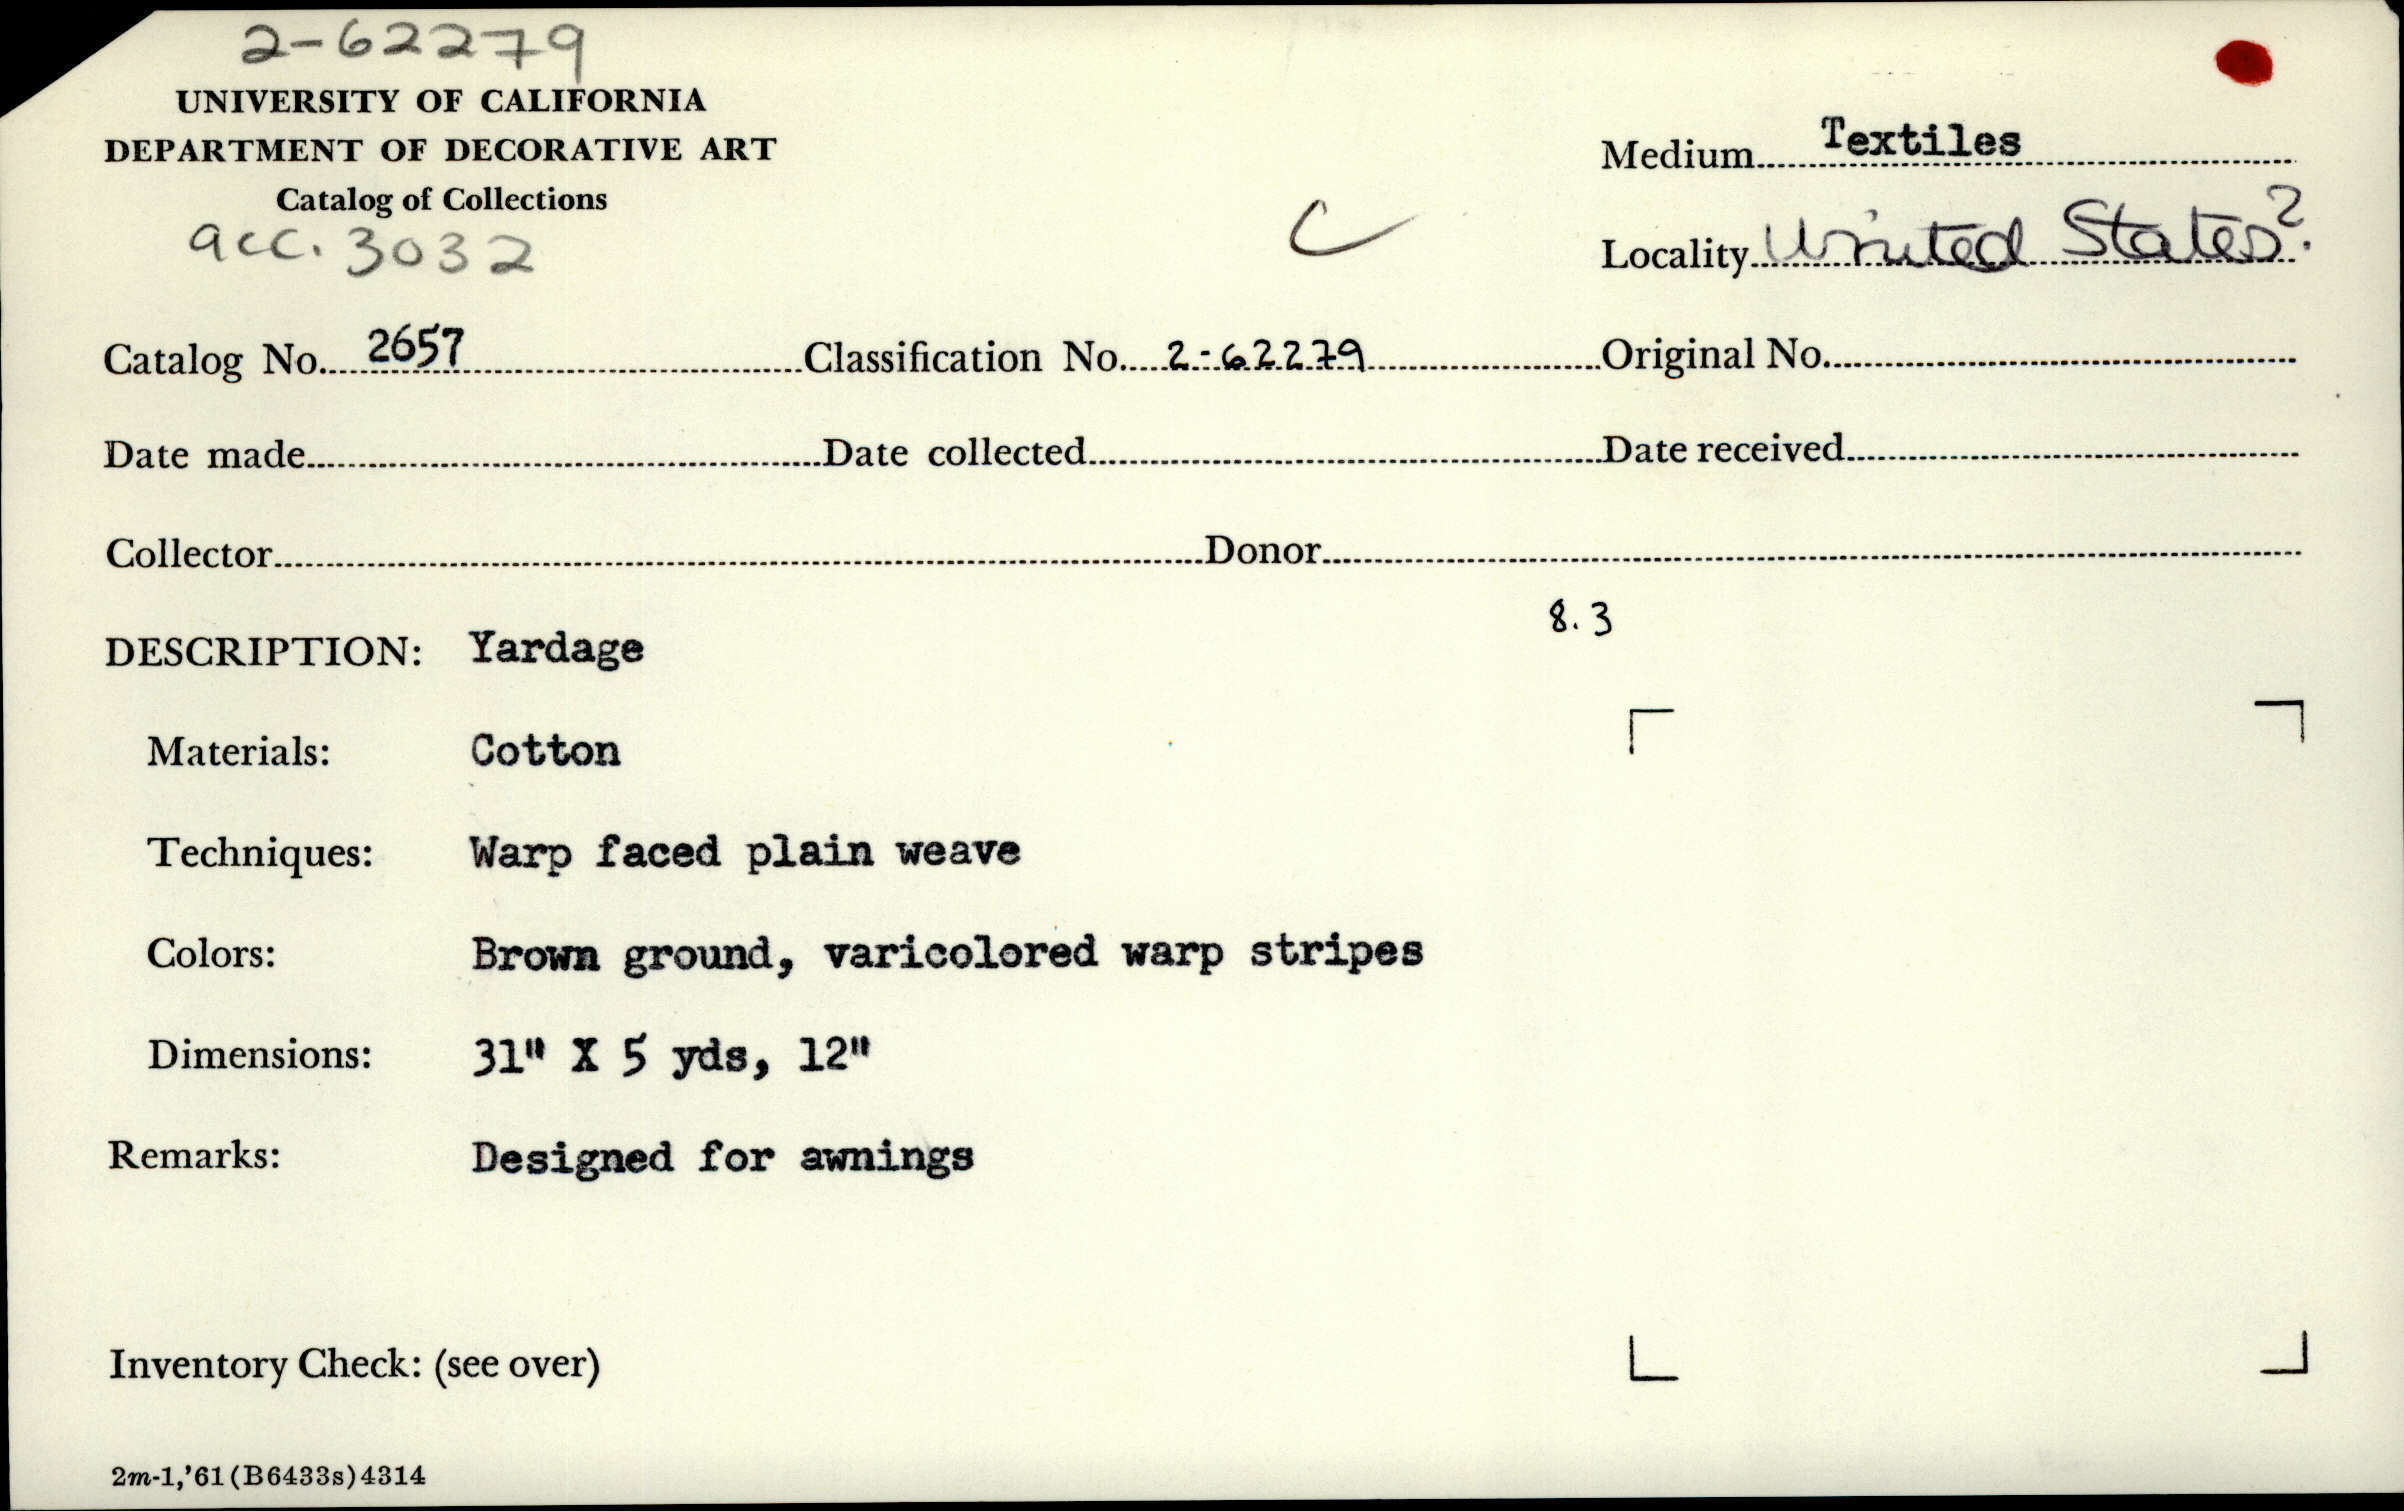 2-62279
UNIVERSITY OF CALIFORNIA
DEPARTMENT OF DECORATIVE ART
Catalog of Collections
acc. 3032
C
Medium Textiles
Locality United States?
Catalog No. 2657 Classification No. 2-62279 Original No.
Date made Date collected Date received
Collector Donor
8.3
DESCRIPTION: Yardage
Materials: Cotton
Techniques: Warp faced plain weave
Colors: Brown ground, varicolored warp stripes
Dimensions: 31" X 5 yds, 12"
Remarks: Designed for awnings
Inventory Check: (see over)
2m-1,'61(B6433s)4314